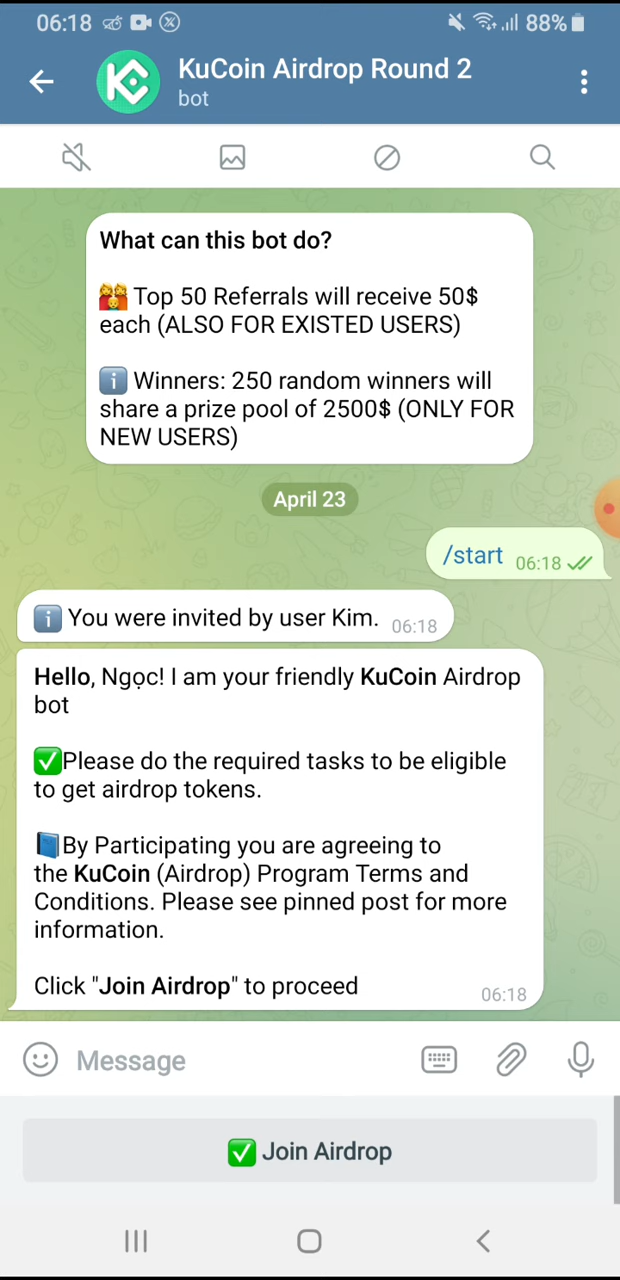 06:18
88%
KuCoin Airdrop Round 2
bot
What can this bot do?
👨‍👩‍👦 Top 50 Referrals will receive 50$
each (ALSO FOR EXISTED USERS)
ℹ️ Winners: 250 random winners will
share a prize pool of 2500$ (ONLY FOR
NEW USERS)
April 23
/start 06:18
ℹ️ You were invited by user Kim. 06:18
Hello, Ngọc! I am your friendly KuCoin Airdrop
bot
✅Please do the required tasks to be eligible
to get airdrop tokens.
📘By Participating you are agreeing to
the KuCoin (Airdrop) Program Terms and
Conditions. Please see pinned post for more
information.
Click "Join Airdrop" to proceed
06:18
Message
✅ Join Airdrop